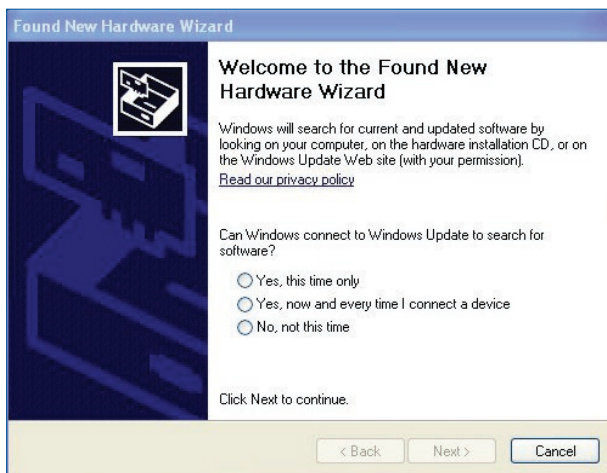 Found New Hardware Wizard
Welcome to the Found New
Hardware Wizard
Windows will search for current and updated software by
looking on your computer, on the hardware installation CD, or on
the Windows Update Web site (with your permission).
Read our privacy policy
Can Windows connect to Windows Update to search for
software?
Yes, this time only
Yes, now and every time I connect a device
No, not this time
Click Next to continue.
< Back Next > Cancel